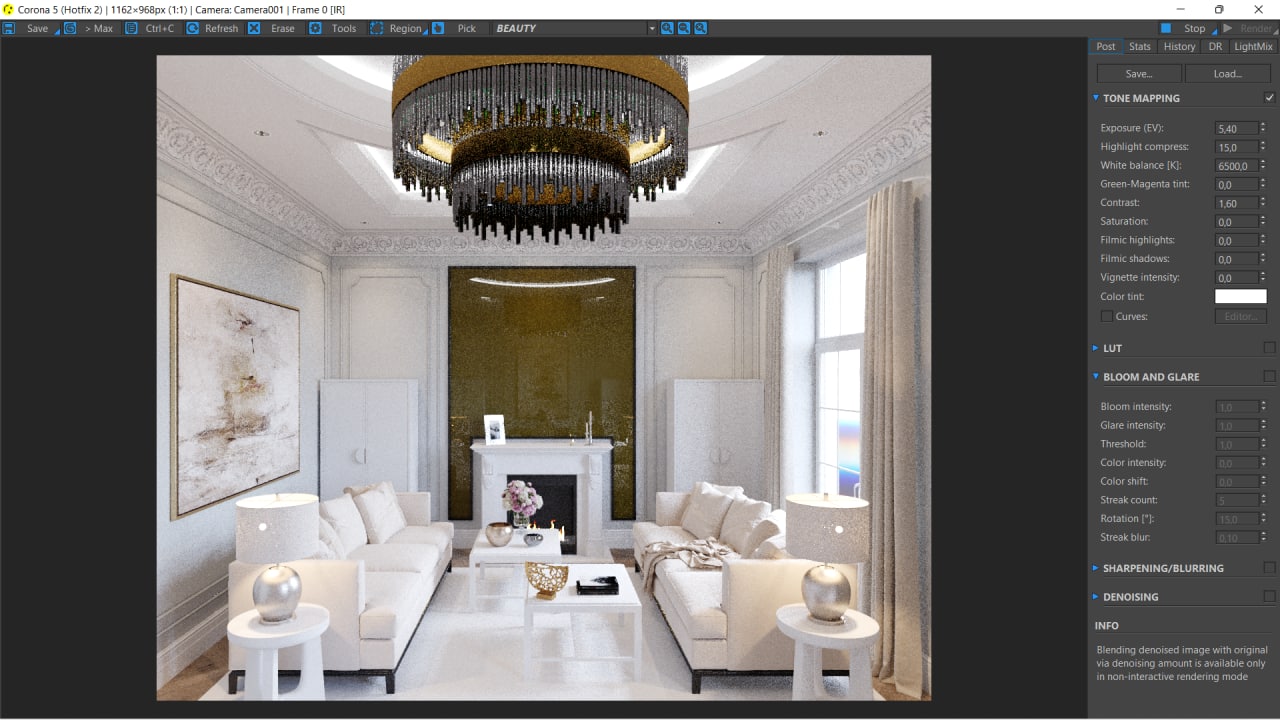 Corona 5 (Hotfix 2) | 1162×968px (1:1) | Camera: Camera001 | Frame 0 [IR]
Save > Max Ctrl+C Refresh Erase Tools Region Pick BEAUTY Stop Render
Post Stats History DR LightMix
Save... Load...
TONE MAPPING
Exposure (EV): 5,40
Highlight compress: 15,0
White balance [K]: 6500,0
Green-Magenta tint: 0,0
Contrast: 1,60
Saturation: 0,0
Filmic highlights: 0,0
Filmic shadows: 0,0
Vignette intensity: 0,0
Color tint:
Curves: Editor...
LUT
BLOOM AND GLARE
Bloom intensity: 1,0
Glare intensity: 1,0
Threshold: 1,0
Color intensity: 0,0
Color shift: 0,0
Streak count: 5
Rotation [°]: 15,0
Streak blur: 0,10
SHARPENING/BLURRING
DENOISING
INFO
Blending denoised image with original
via denoising amount is available only
in non-interactive rendering mode